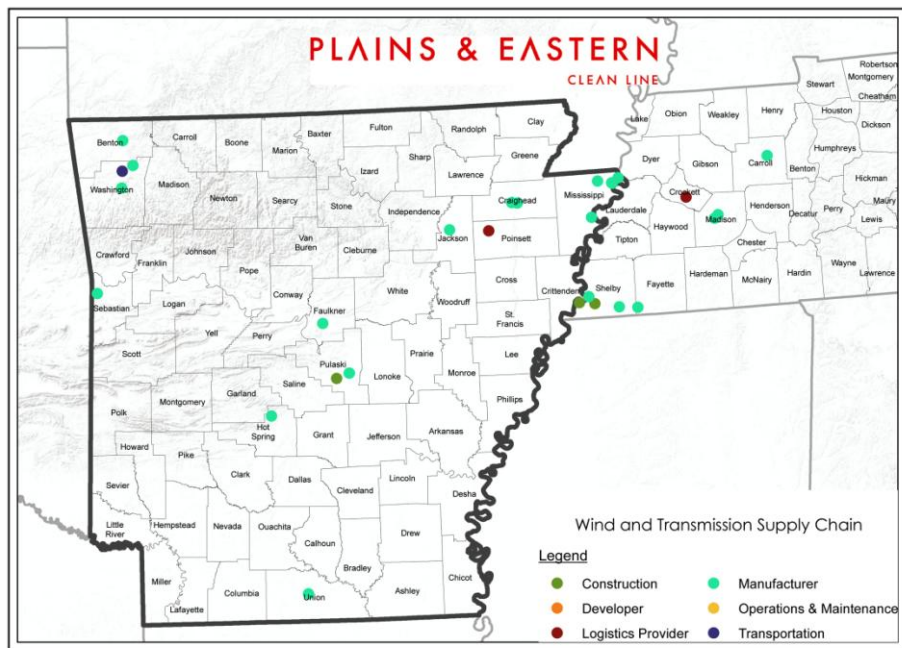 PLAINS & EASTERN
CLEAN LINE
Robertson
Stewart Montgomery
Cheatham
Lake Obion Weakley Henry Houston
Dickson
Benton Carroll Boone Baxter Fulton Randolph Clay
Marion
Sharp Greene
Izard Lawrence
Dyer Gibson Carroll Benton Humphreys
Hickman
Washington Madison Newton Searcy Stone Independence Craighead Mississippi
Lauderdale Crockett Madison Henderson Decatur Perry Maury
Lewis
Haywood
Crawford Franklin Johnson Van
Buren Cleburne Jackson Poinsett
Tipton Chester
Pope
Cross
Crittenden Shelby Fayette Hardeman McNairy Hardin Wayne Lawrence
Sebastian Logan Conway White Woodruff
Faulkner
St.
Francis
Yell Perry
Scott Pulaski Prairie Lee
Lonoke Monroe
Saline
Garland
Montgomery Phillips
Polk
Hot
Spring Grant Jefferson Arkansas
Howard
Pike
Clark Dallas Lincoln
Sevier Cleveland Desha
Little
River Hempstead Nevada Ouachita Drew
Calhoun
Bradley
Miller Chicot
Columbia Union Ashley
Lafayette
Wind and Transmission Supply Chain
Legend
Construction Manufacturer
Developer Operations & Maintenance
Logistics Provider Transportation